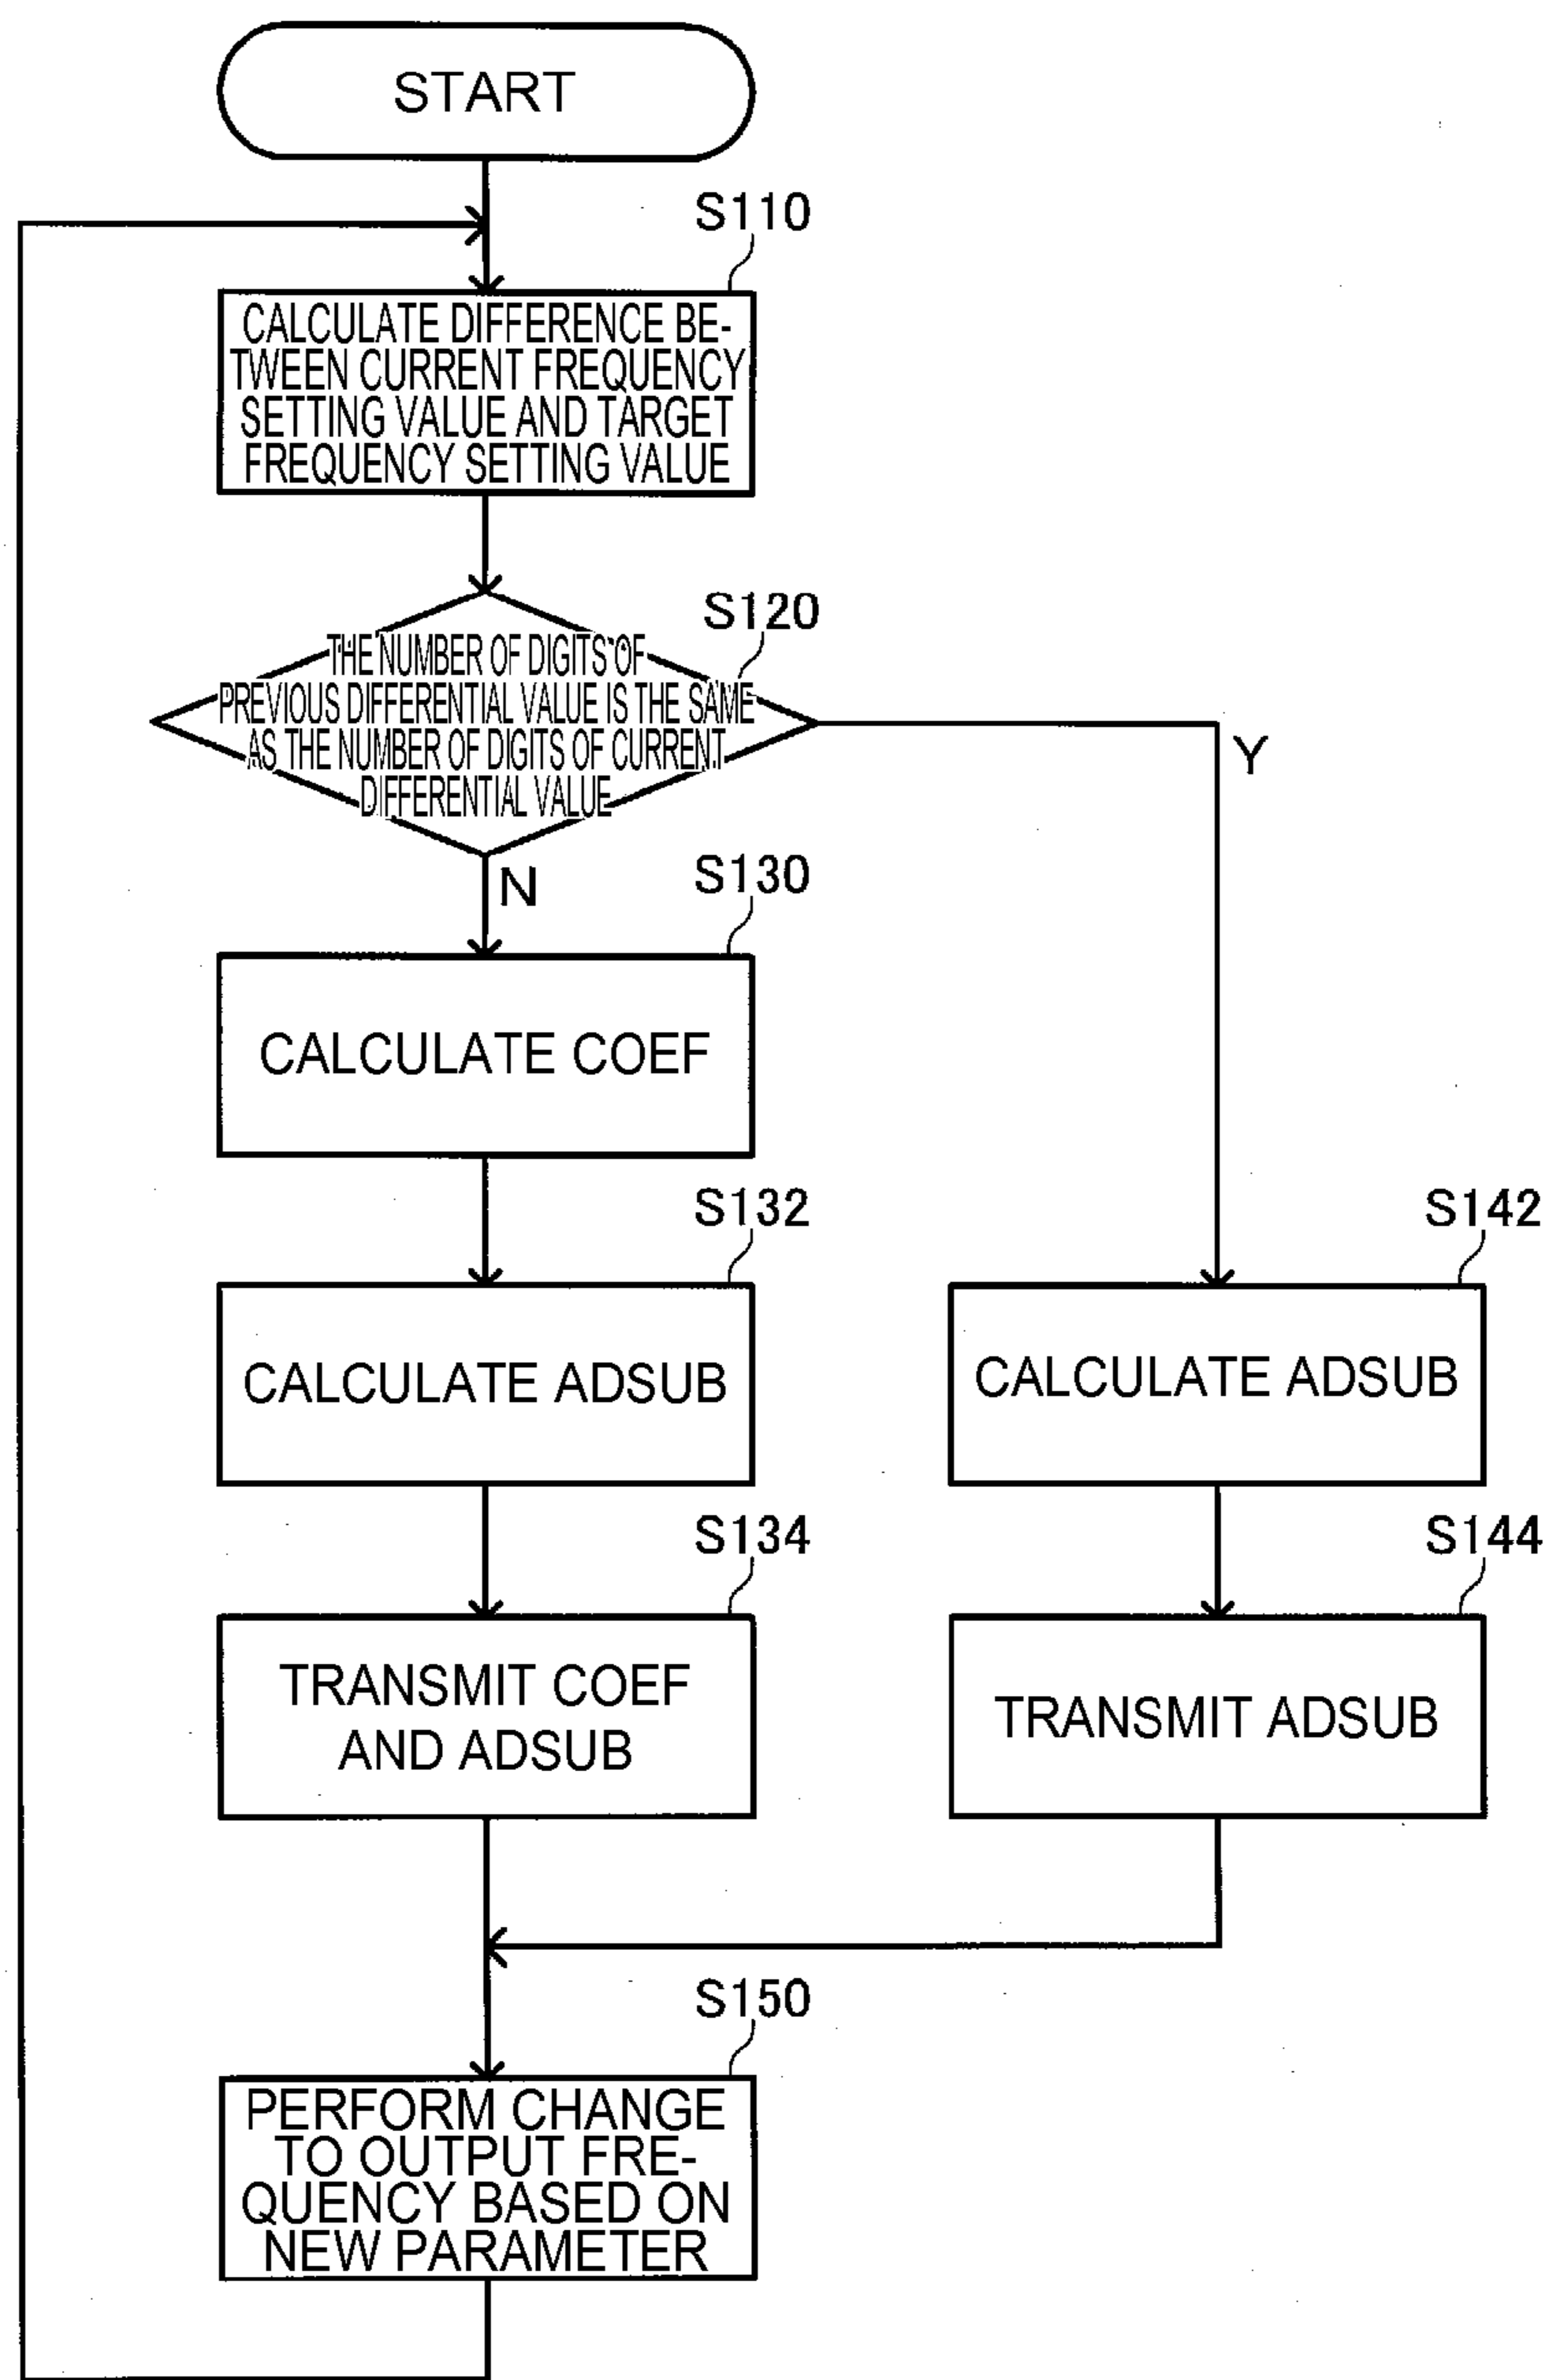 START
S110
CALCULATE DIFFERENCE BE-
TWEEN CURRENT FREQUENCY
SETTING VALUE AND TARGET
FREQUENCY SETTING VALUE
S120
THE NUMBER OF DIGITS OF
PREVIOUS DIFFERENTIAL VALUE IS THE SAME
AS THE NUMBER OF DIGITS OF CURRENT
DIFFERENTIAL VALUE
Y
N
S130
CALCULATE COEF
S132
CALCULATE ADSUB
S142
CALCULATE ADSUB
S134
TRANSMIT COEF
AND ADSUB
S144
TRANSMIT ADSUB
S150
PERFORM CHANGE
TO OUTPUT FRE-
QUENCY BASED ON
NEW PARAMETER